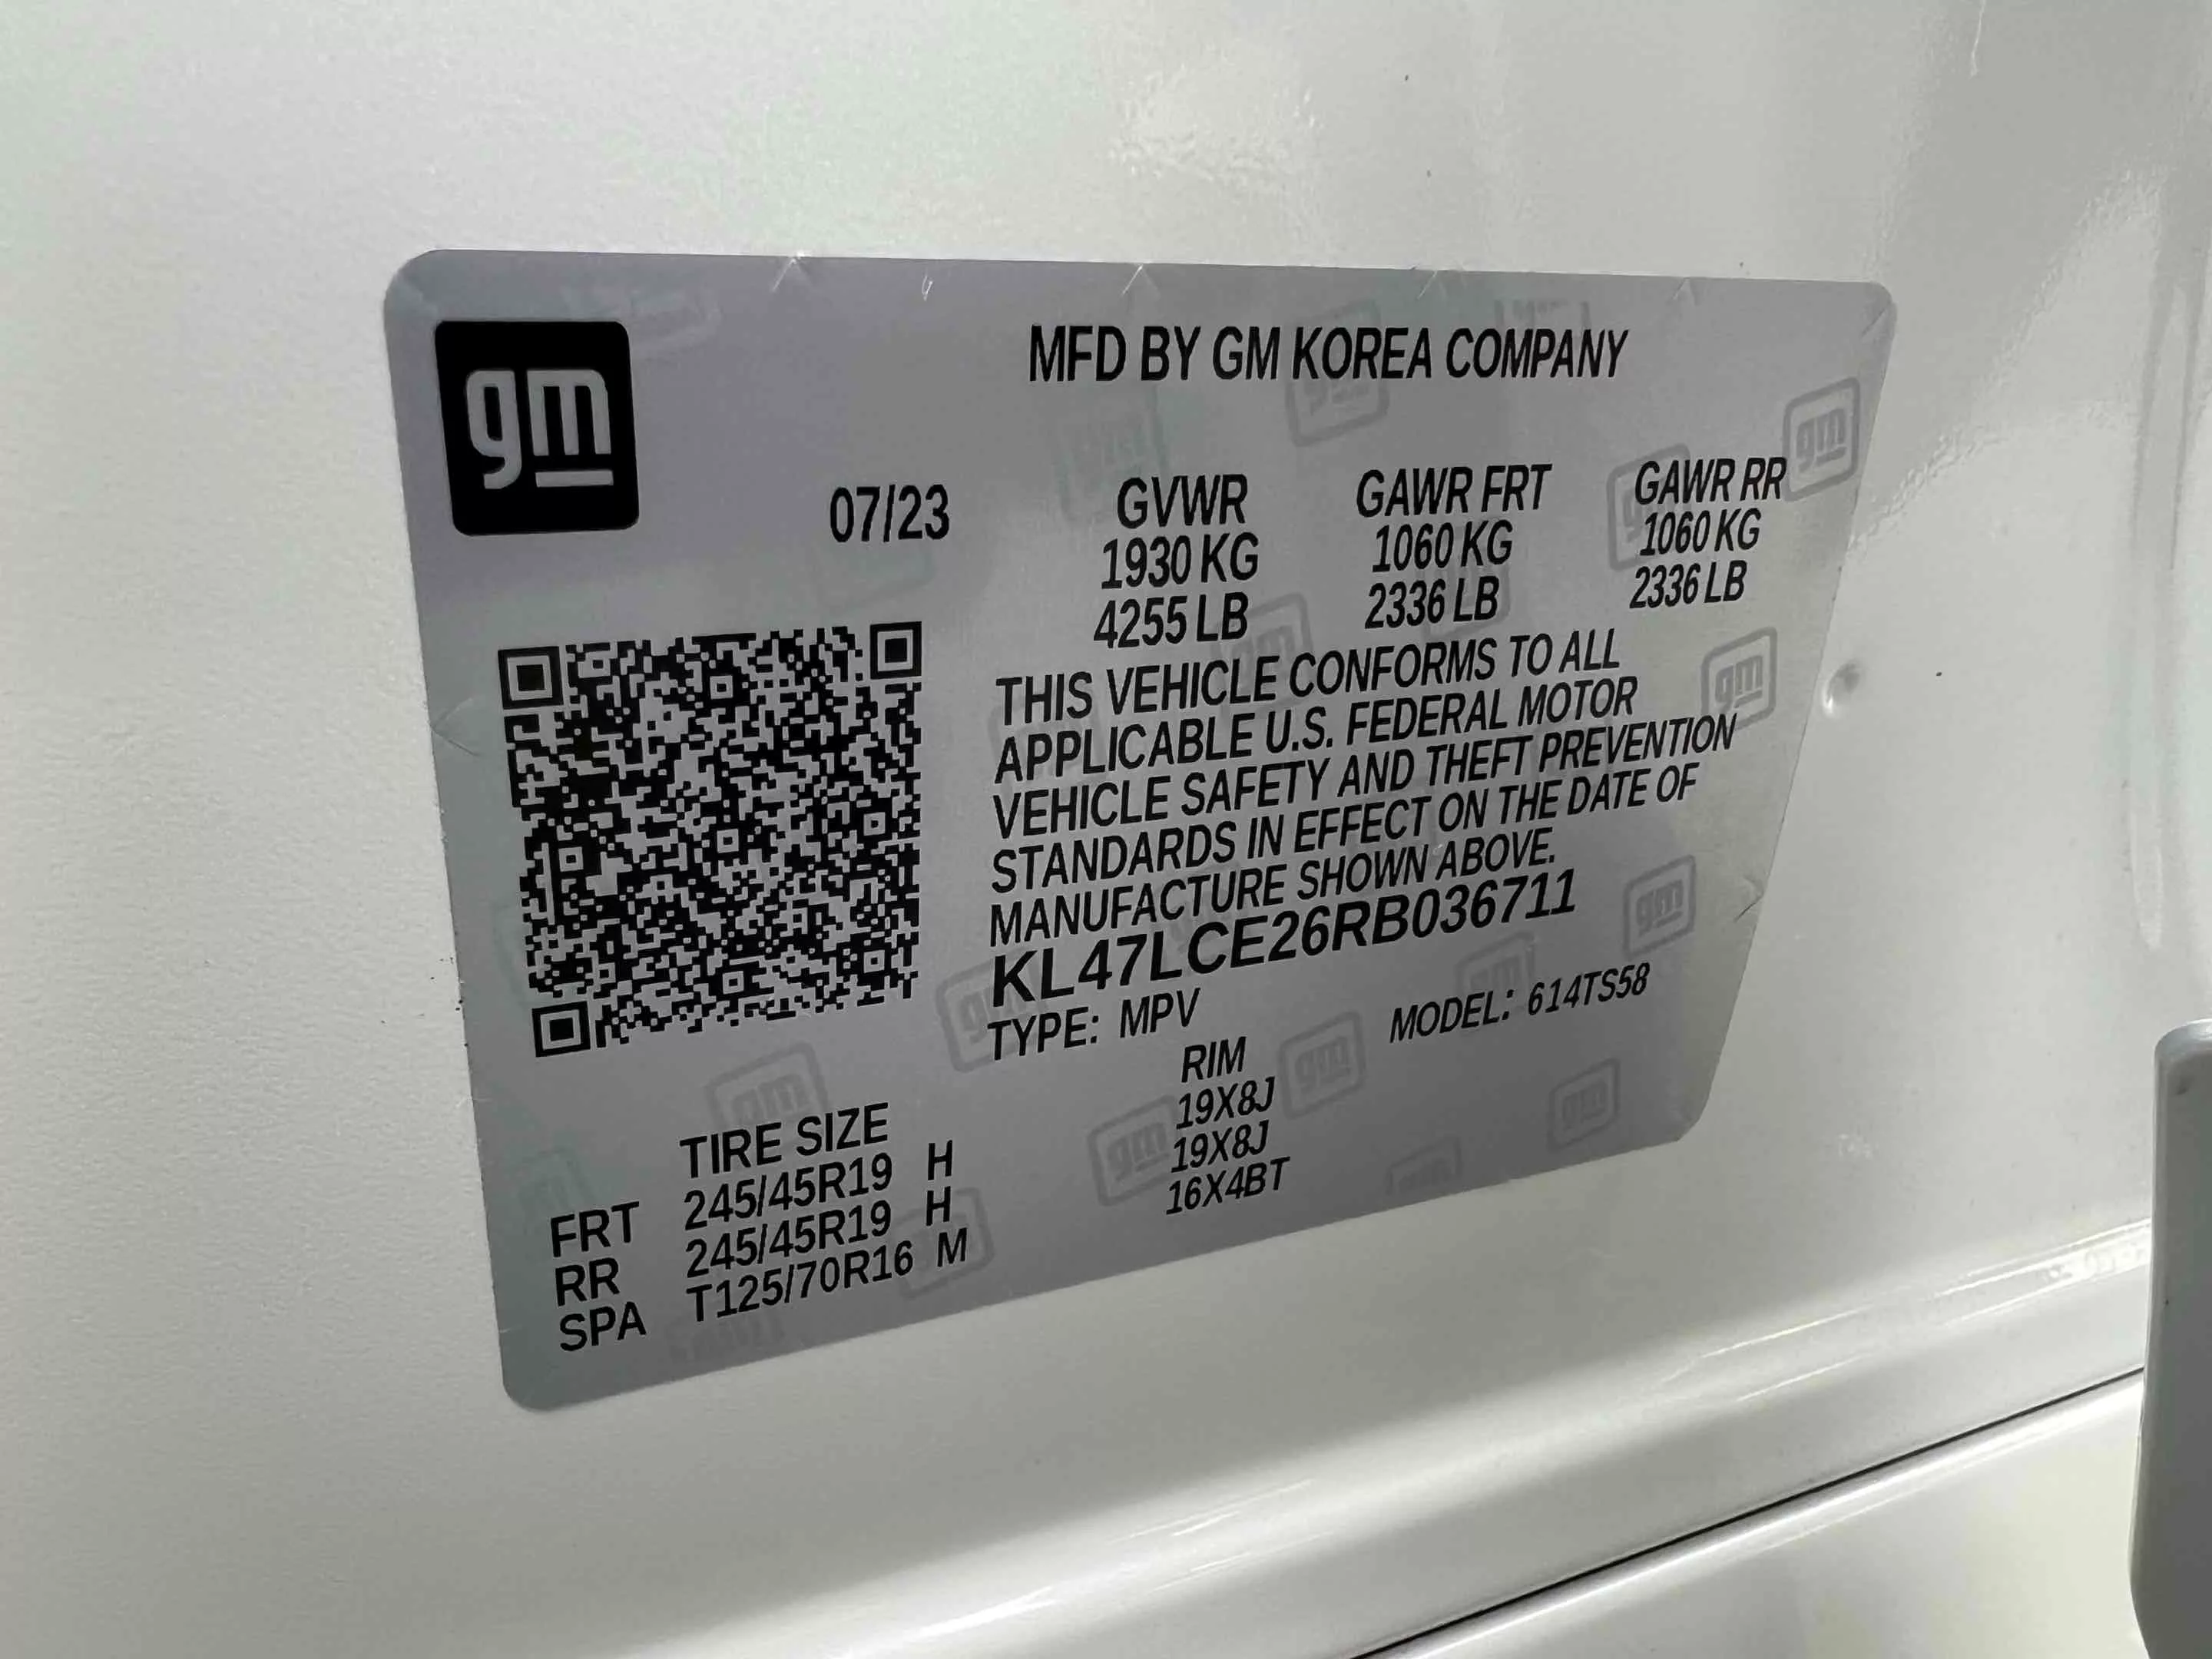 gm
MFD BY GM KOREA COMPANY
07/23
GVWR GAWR FRT GAWR RR
1930 KG 1060 KG 1060 KG
4255 LB 2336 LB 2336 LB
THIS VEHICLE CONFORMS TO ALL
APPLICABLE U.S. FEDERAL MOTOR
VEHICLE SAFETY AND THEFT PREVENTION
STANDARDS IN EFFECT ON THE DATE OF
MANUFACTURE SHOWN ABOVE.
KL47LCE26RB036711
TYPE: MPV MODEL: 614TS58
TIRE SIZE RIM
FRT 245/45R19 H 19X8J
RR 245/45R19 H 19X8J
SPA T125/70R16 M 16X4BT